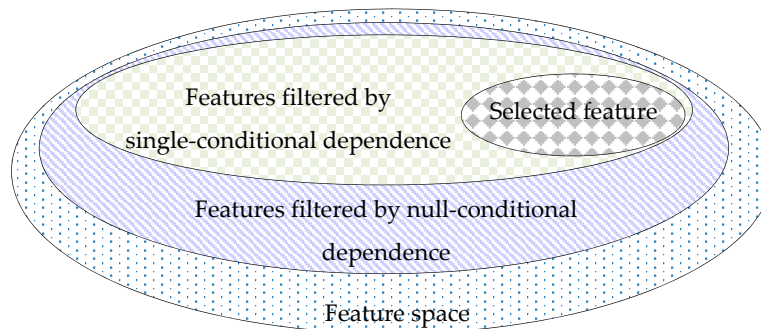 Features filtered by
single-conditional dependence
Selected feature
Features filtered by null-conditional
dependence
Feature space